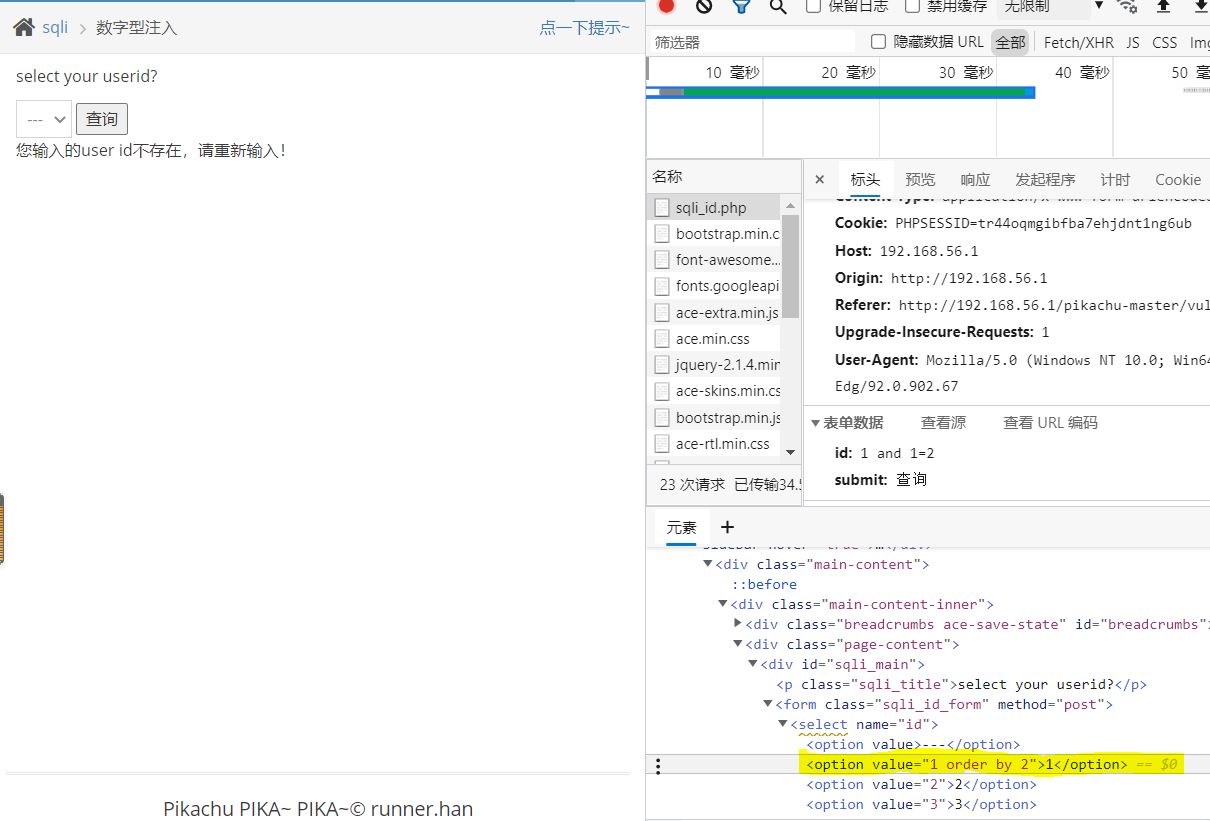 sqli > 数字型注入 点一下提示~
select your userid?
--- 查询
您输入的user id不存在，请重新输入！
Pikachu PIKA~ PIKA~© runner.han
保留日志 禁用缓存 无限制
筛选器 隐藏数据 URL 全部 Fetch/XHR JS CSS Img
10 毫秒 20 毫秒 30 毫秒 40 毫秒 50 毫
名称
sqli_id.php
bootstrap.min.c
font-awesome...
fonts.googleapi
ace-extra.min.js
ace.min.css
jquery-2.1.4.min
ace-skins.min.cs
bootstrap.min.js
ace-rtl.min.css
23 次请求 已传输34.5
× 标头 预览 响应 发起程序 计时 Cookie
Content-Type: application/x-www-form-urlencoded
Cookie: PHPSESSID=tr44oqmgibfba7ehjdnt1ng6ub
Host: 192.168.56.1
Origin: http://192.168.56.1
Referer: http://192.168.56.1/pikachu-master/vul
Upgrade-Insecure-Requests: 1
User-Agent: Mozilla/5.0 (Windows NT 10.0; Win64
Edg/92.0.902.67
表单数据 查看源 查看 URL 编码
id: 1 and 1=2
submit: 查询
元素 +
<div class="main-content">
::before
<div class="main-content-inner">
<div class="breadcrumbs ace-save-state" id="breadcrumbs">
<div class="page-content">
<div id="sqli_main">
<p class="sqli_title">select your userid?</p>
<form class="sqli_id_form" method="post">
<select name="id">
<option value>---</option>
<option value="1 order by 2">1</option> == $0
<option value="2">2</option>
<option value="3">3</option>